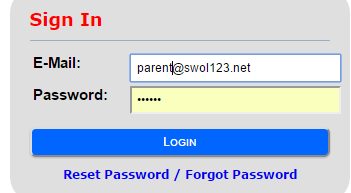 Sign In
E-Mail: parent@swol123.net
Password: ••••••
LOGIN
Reset Password / Forgot Password